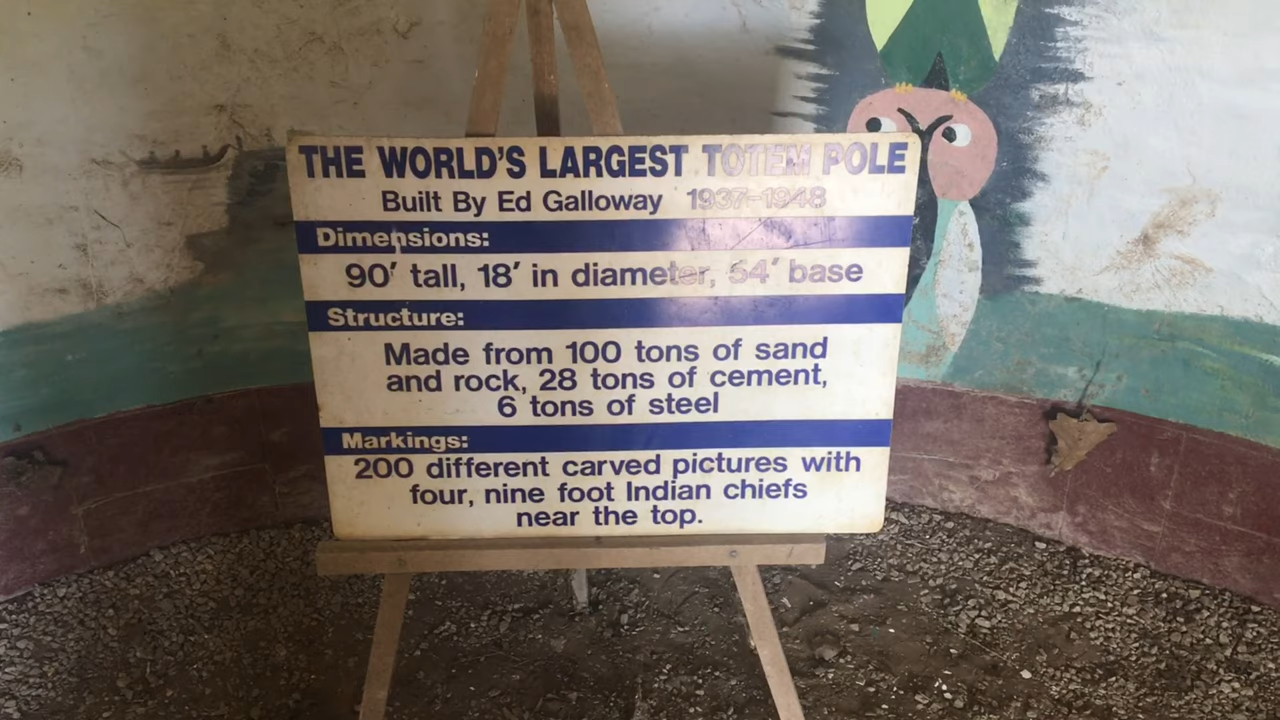 THE WORLD'S LARGEST TOTEM POLE
Built By Ed Galloway 1937-1948
Dimensions:
90' tall, 18' in diameter, 54' base
Structure:
Made from 100 tons of sand
and rock, 28 tons of cement,
6 tons of steel
Markings:
200 different carved pictures with
four, nine foot Indian chiefs
near the top.